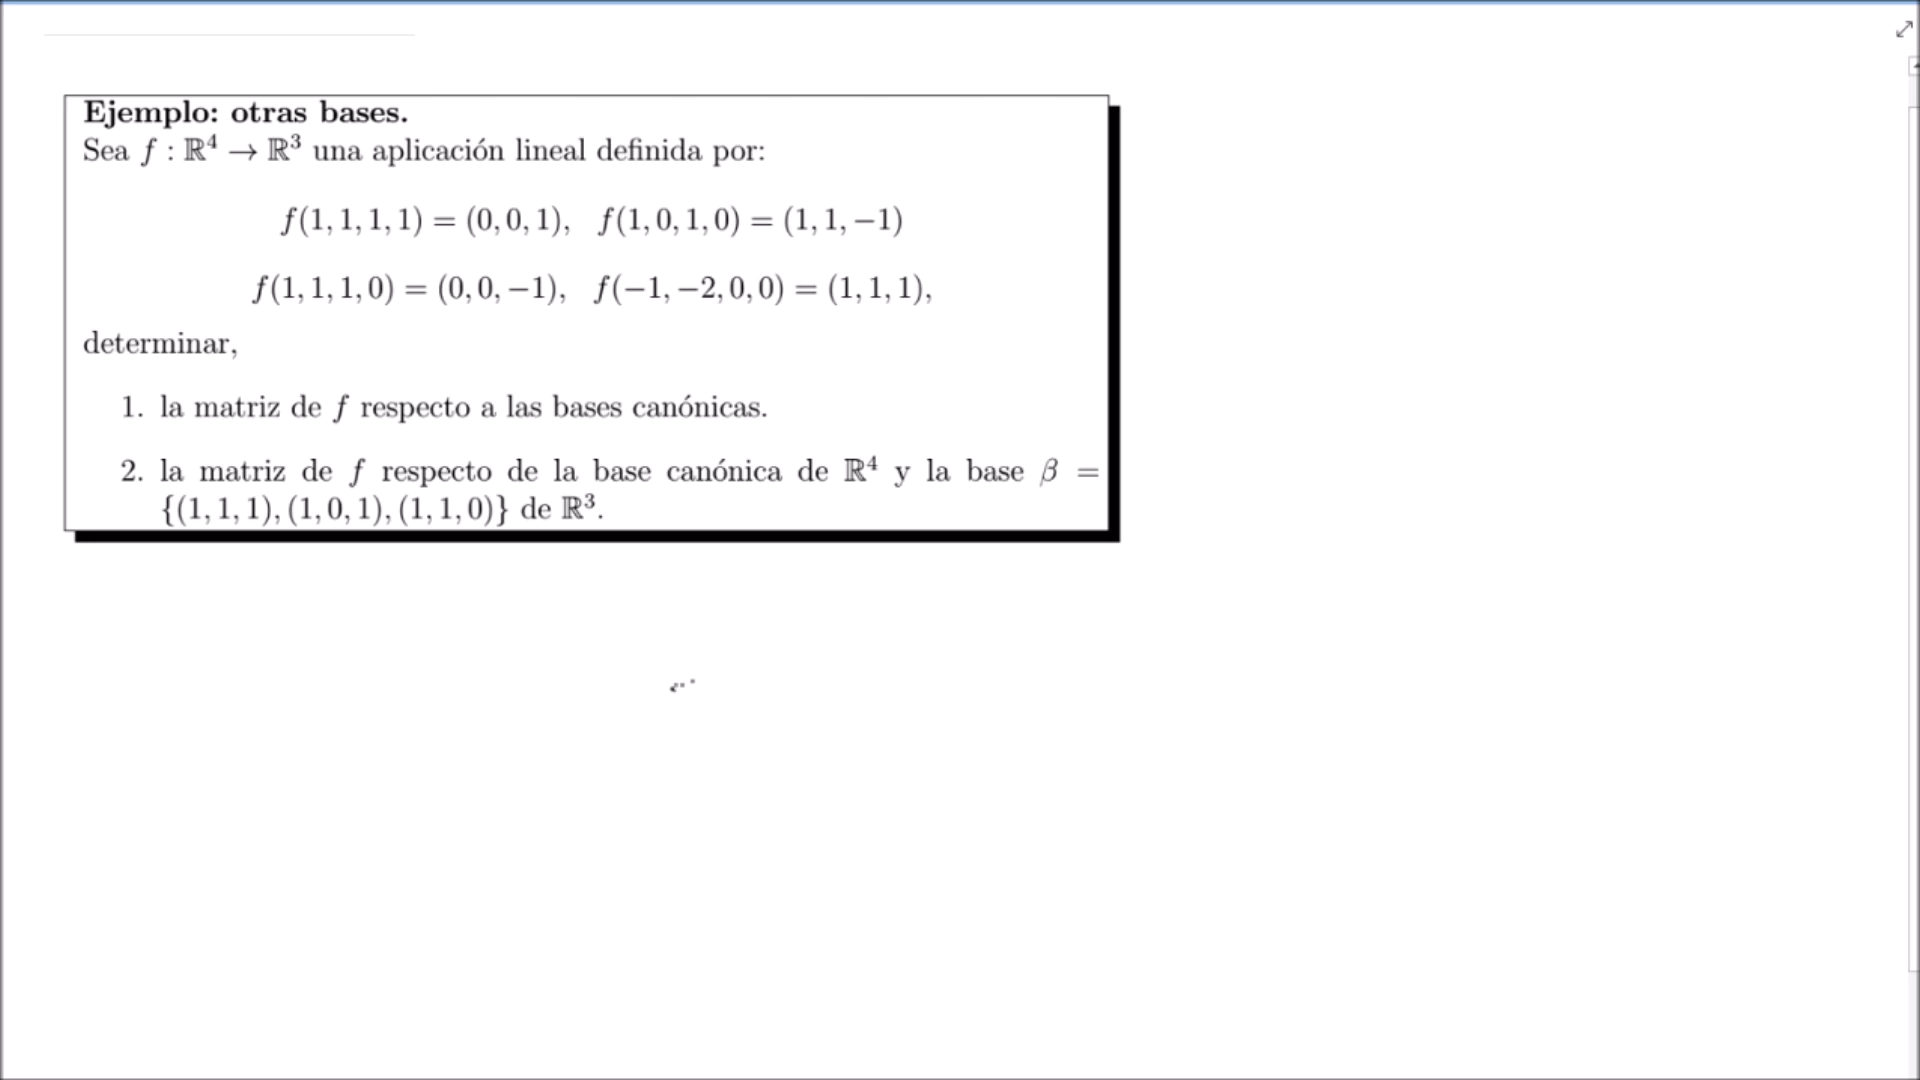 Ejemplo: otras bases.
Sea f : ℝ⁴ → ℝ³ una aplicación lineal definida por:
f(1, 1, 1, 1) = (0, 0, 1), f(1, 0, 1, 0) = (1, 1, −1)
f(1, 1, 1, 0) = (0, 0, −1), f(−1, −2, 0, 0) = (1, 1, 1),
determinar,
1. la matriz de f respecto a las bases canónicas.
2. la matriz de f respecto de la base canónica de ℝ⁴ y la base β =
{(1, 1, 1), (1, 0, 1), (1, 1, 0)} de ℝ³.